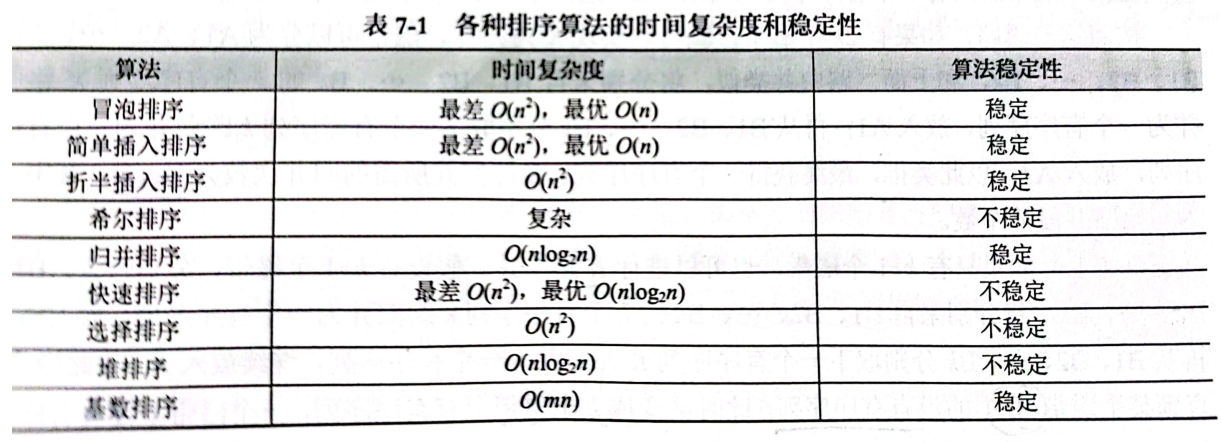 表 7-1 各种排序算法的时间复杂度和稳定性
算法 时间复杂度 算法稳定性
冒泡排序 最差 O(n²)，最优 O(n) 稳定
简单插入排序 最差 O(n²)，最优 O(n) 稳定
折半插入排序 O(n²) 稳定
希尔排序 复杂 不稳定
归并排序 O(nlog₂n) 稳定
快速排序 最差 O(n²)，最优 O(nlog₂n) 不稳定
选择排序 O(n²) 不稳定
堆排序 O(nlog₂n) 不稳定
基数排序 O(mn) 稳定